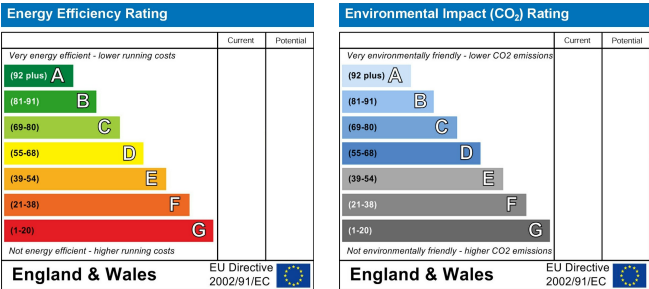 Energy Efficiency Rating
Current Potential
Very energy efficient - lower running costs
(92 plus) A
(81-91) B
(69-80) C
(55-68) D
(39-54) E
(21-38) F
(1-20) G
Not energy efficient - higher running costs
England & Wales
EU Directive
2002/91/EC
Environmental Impact (CO₂) Rating
Current Potential
Very environmentally friendly - lower CO2 emissions
(92 plus) A
(81-91) B
(69-80) C
(55-68) D
(39-54) E
(21-38) F
(1-20) G
Not environmentally friendly - higher CO2 emissions
England & Wales
EU Directive
2002/91/EC